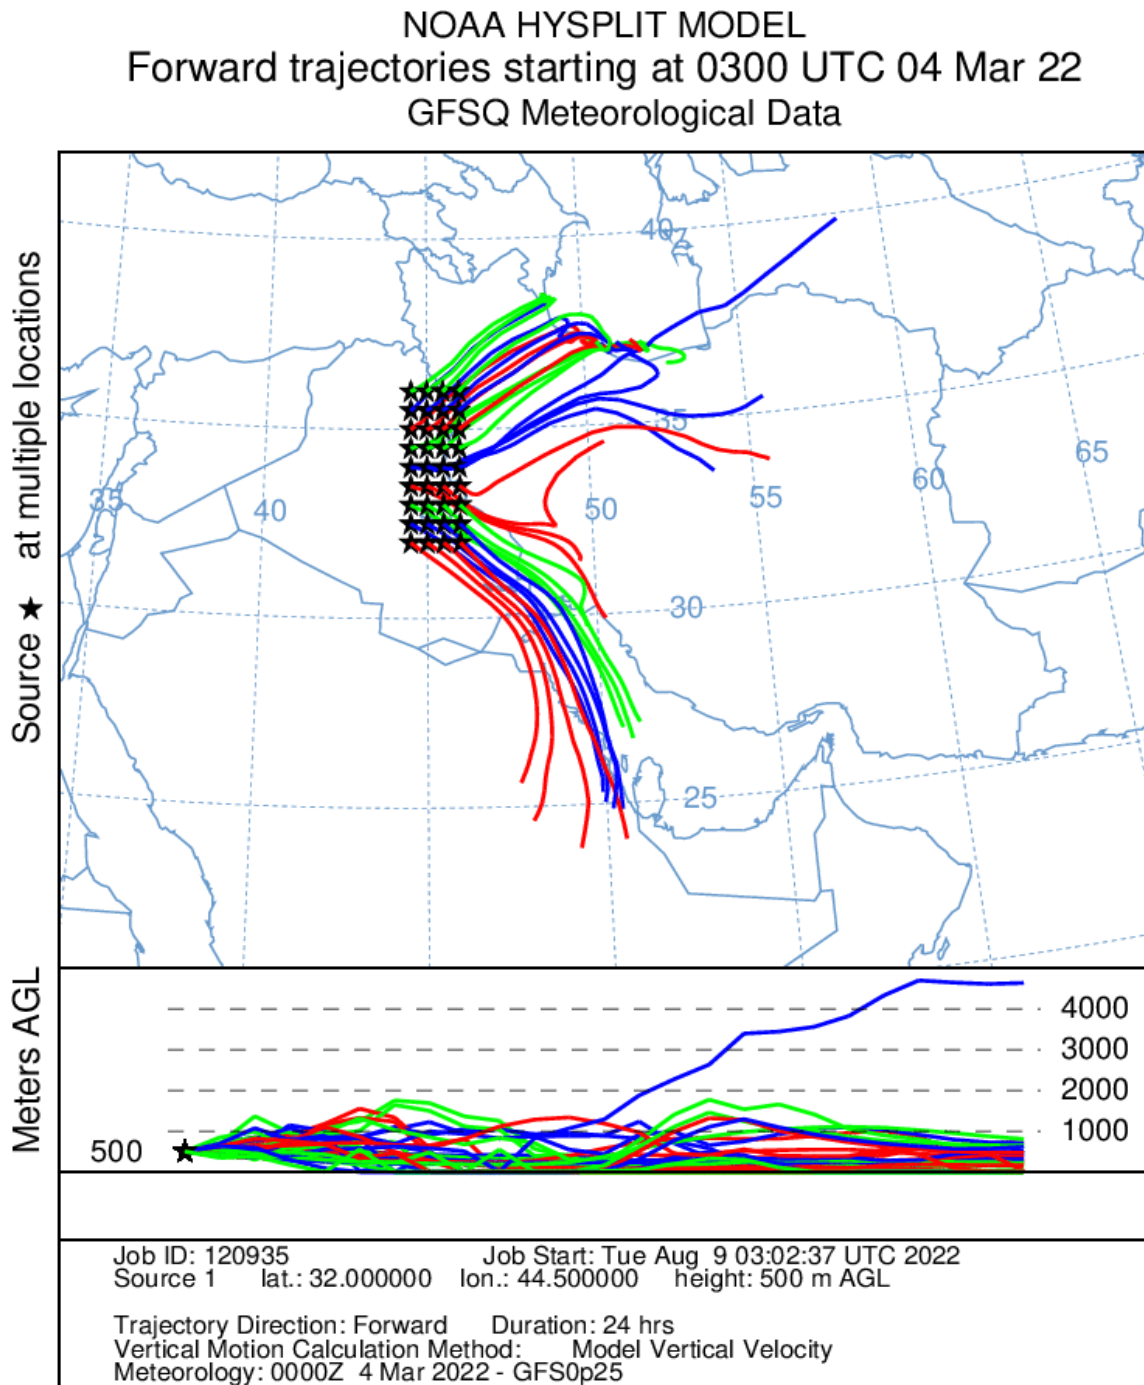 NOAA HYSPLIT MODEL
Forward trajectories starting at 0300 UTC 04 Mar 22
GFSQ Meteorological Data
Source ★ at multiple locations
40
35
35
40
50
55
60
65
30
25
Meters AGL
500
4000
3000
2000
1000
Job ID: 120935 Job Start: Tue Aug 9 03:02:37 UTC 2022
Source 1 lat.: 32.000000 lon.: 44.500000 height: 500 m AGL
Trajectory Direction: Forward Duration: 24 hrs
Vertical Motion Calculation Method: Model Vertical Velocity
Meteorology: 0000Z 4 Mar 2022 - GFS0p25